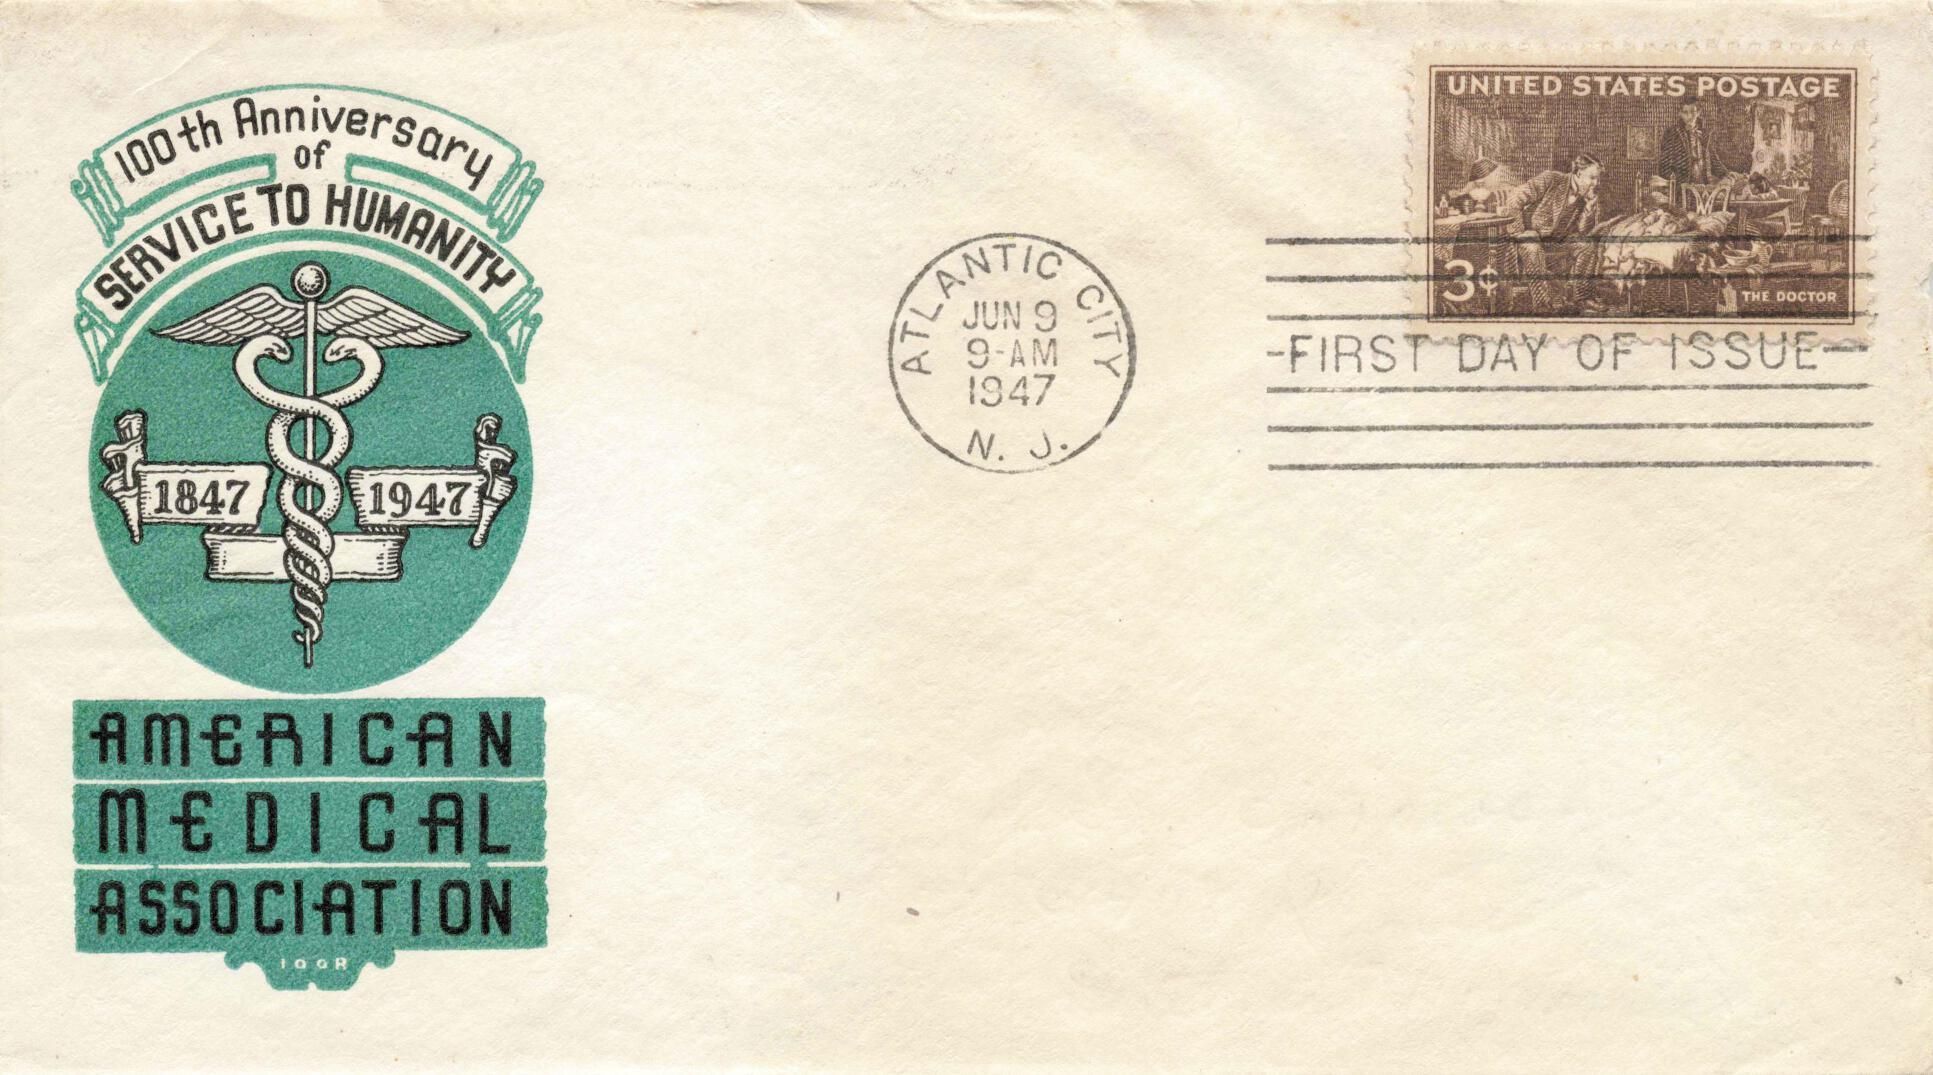 100th Anniversary
of
SERVICE TO HUMANITY
1847 1947
AMERICAN
MEDICAL
ASSOCIATION
ATLANTIC CITY
JUN 9
9-AM
1947
N. J.
UNITED STATES POSTAGE
3¢
THE DOCTOR
-FIRST DAY OF ISSUE-